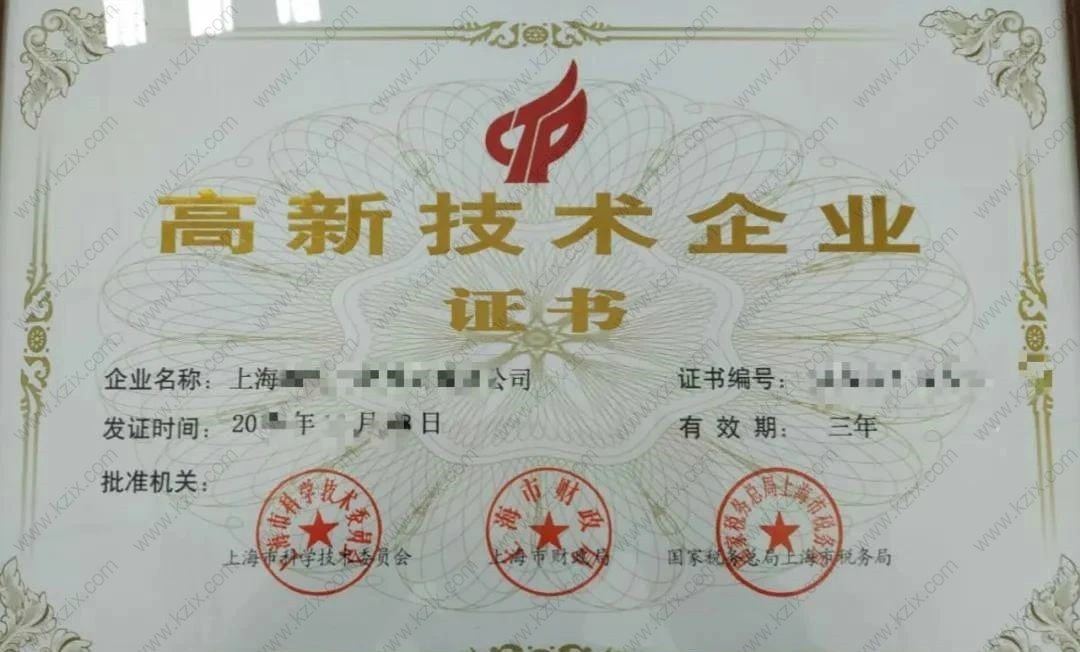 高新技术企业
证书
企业名称：上海 公司
证书编号：
发证时间：20 年 月 日
有效期：三年
批准机关：
上海市科学技术委员会
上海市财政局
国家税务总局上海市税务局
www.kzix.com